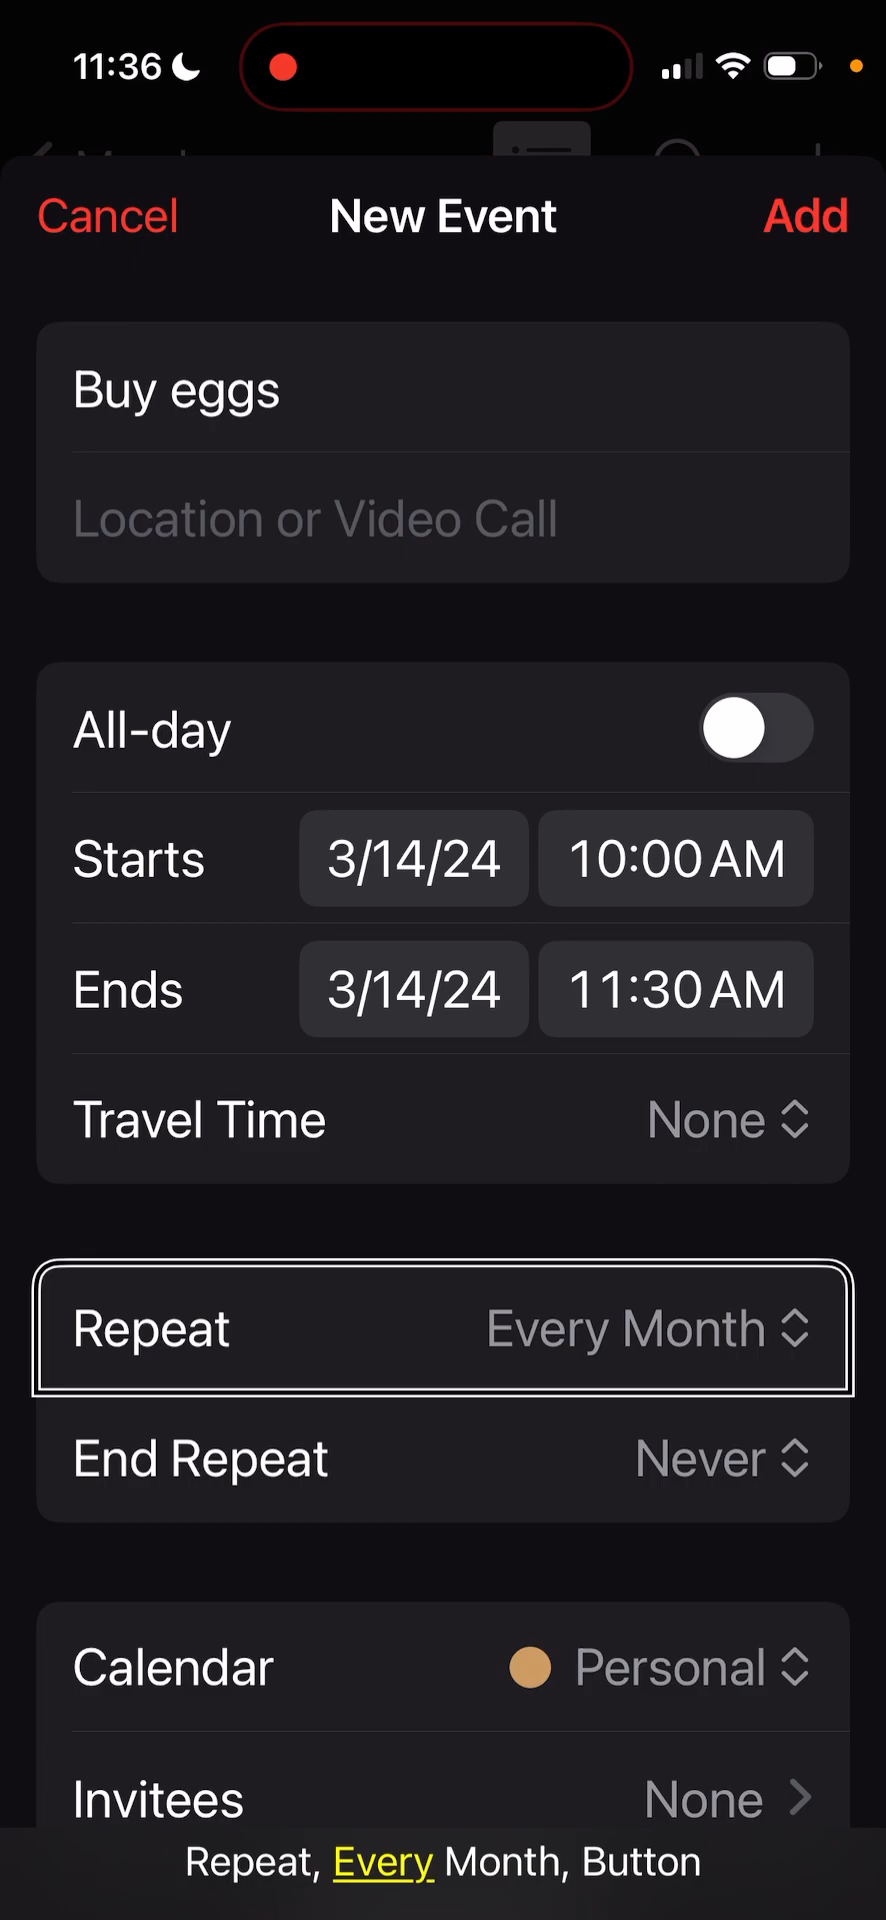 11:36
Cancel New Event Add
Buy eggs
Location or Video Call
All-day
Starts 3/14/24 10:00 AM
Ends 3/14/24 11:30 AM
Travel Time None
Repeat Every Month
End Repeat Never
Calendar Personal
Invitees None
Repeat, Every Month, Button